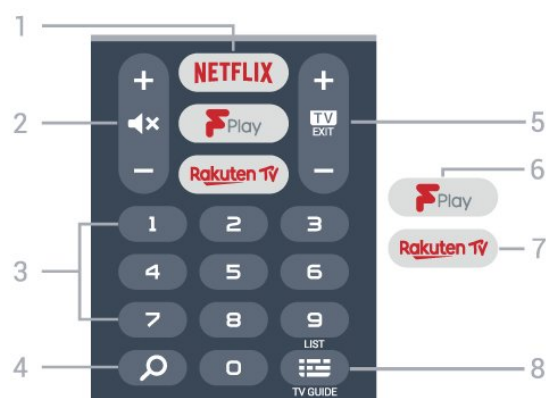 1
+ NETFLIX +
2 F Play TV EXIT 5
- Rakuten TV -
6
F Play
Rakuten TV 7
3
1 2 3
4 5 6
7 8 9
LIST
4 0 8
TV GUIDE